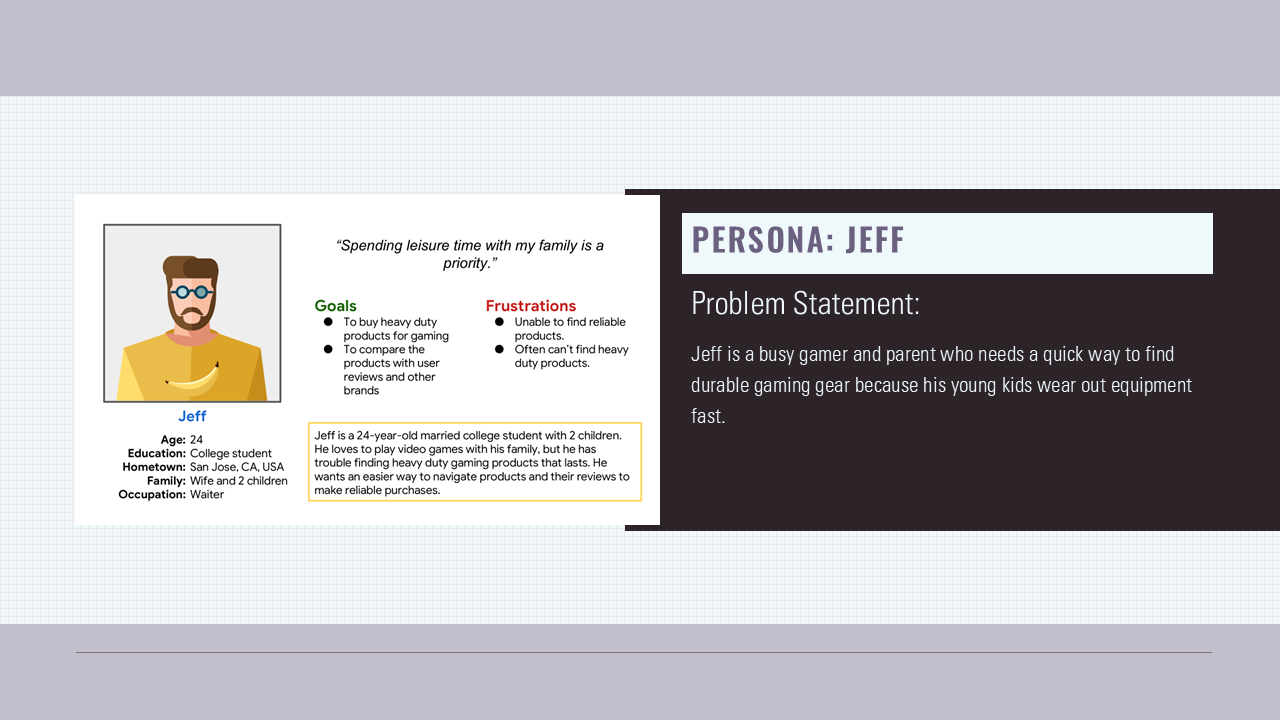 “Spending leisure time with my family is a
priority.”
Goals
● To buy heavy duty
products for gaming
● To compare the
products with user
reviews and other
brands
Frustrations
● Unable to find reliable
products.
● Often can’t find heavy
duty products.
Jeff
Age: 24
Education: College student
Hometown: San Jose, CA, USA
Family: Wife and 2 children
Occupation: Waiter
Jeff is a 24-year-old married college student with 2 children.
He loves to play video games with his family, but he has
trouble finding heavy duty gaming products that lasts. He
wants an easier way to navigate products and their reviews to
make reliable purchases.
PERSONA: JEFF
Problem Statement:
Jeff is a busy gamer and parent who needs a quick way to find
durable gaming gear because his young kids wear out equipment
fast.